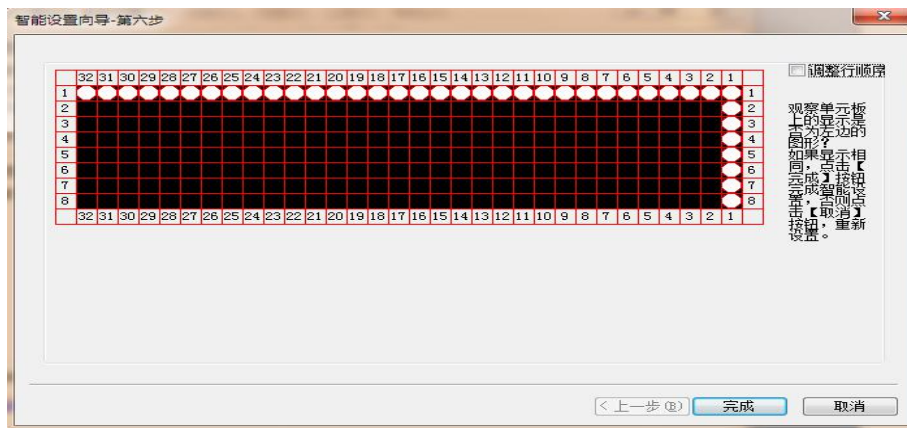 智能设置向导-第六步
调整行顺序
32 31 30 29 28 27 26 25 24 23 22 21 20 19 18 17 16 15 14 13 12 11 10 9 8 7 6 5 4 3 2 1
1 1
2 2
3 3
4 4
5 5
6 6
7 7
8 8
32 31 30 29 28 27 26 25 24 23 22 21 20 19 18 17 16 15 14 13 12 11 10 9 8 7 6 5 4 3 2 1
观察单元板
上的显示是
否为左边的
图形?
如果显示相
同，点击【
完成】按钮
完成智能设
置，否则点
击【取消】
按钮，重新
设置。
<上一步(B) 完成 取消